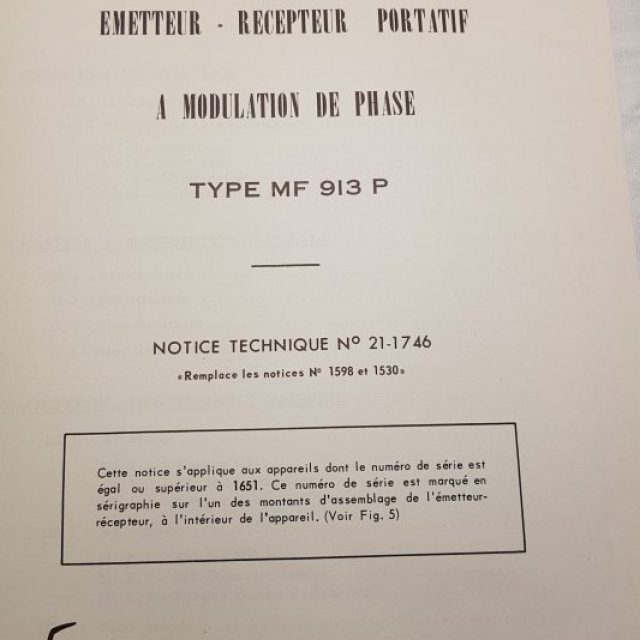 EMETTEUR - RECEPTEUR PORTATIF
A MODULATION DE PHASE
TYPE MF 913 P
NOTICE TECHNIQUE Nº 21-1746
«Remplace les notices Nº 1598 et 1530»
Cette notice s'applique aux appareils dont le numéro de série est
égal ou supérieur à 1651. Ce numéro de série est marqué en
sérigraphie sur l'un des montants d'assemblage de l'émetteur-
récepteur, à l'intérieur de l'appareil. (Voir Fig. 5)